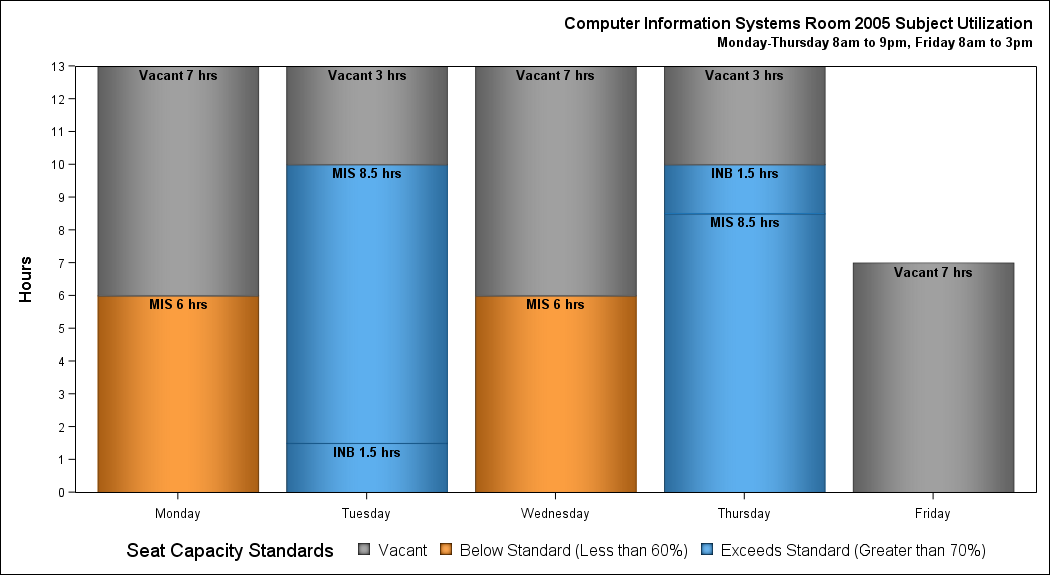 Computer Information Systems Room 2005 Subject Utilization
Monday-Thursday 8am to 9pm, Friday 8am to 3pm
Hours
13
12
11
10
9
8
7
6
5
4
3
2
1
0
Vacant 7 hrs
MIS 6 hrs
Vacant 3 hrs
MIS 8.5 hrs
INB 1.5 hrs
Vacant 7 hrs
MIS 6 hrs
Vacant 3 hrs
INB 1.5 hrs
MIS 8.5 hrs
Vacant 7 hrs
Monday Tuesday Wednesday Thursday Friday
Seat Capacity Standards Vacant Below Standard (Less than 60%) Exceeds Standard (Greater than 70%)